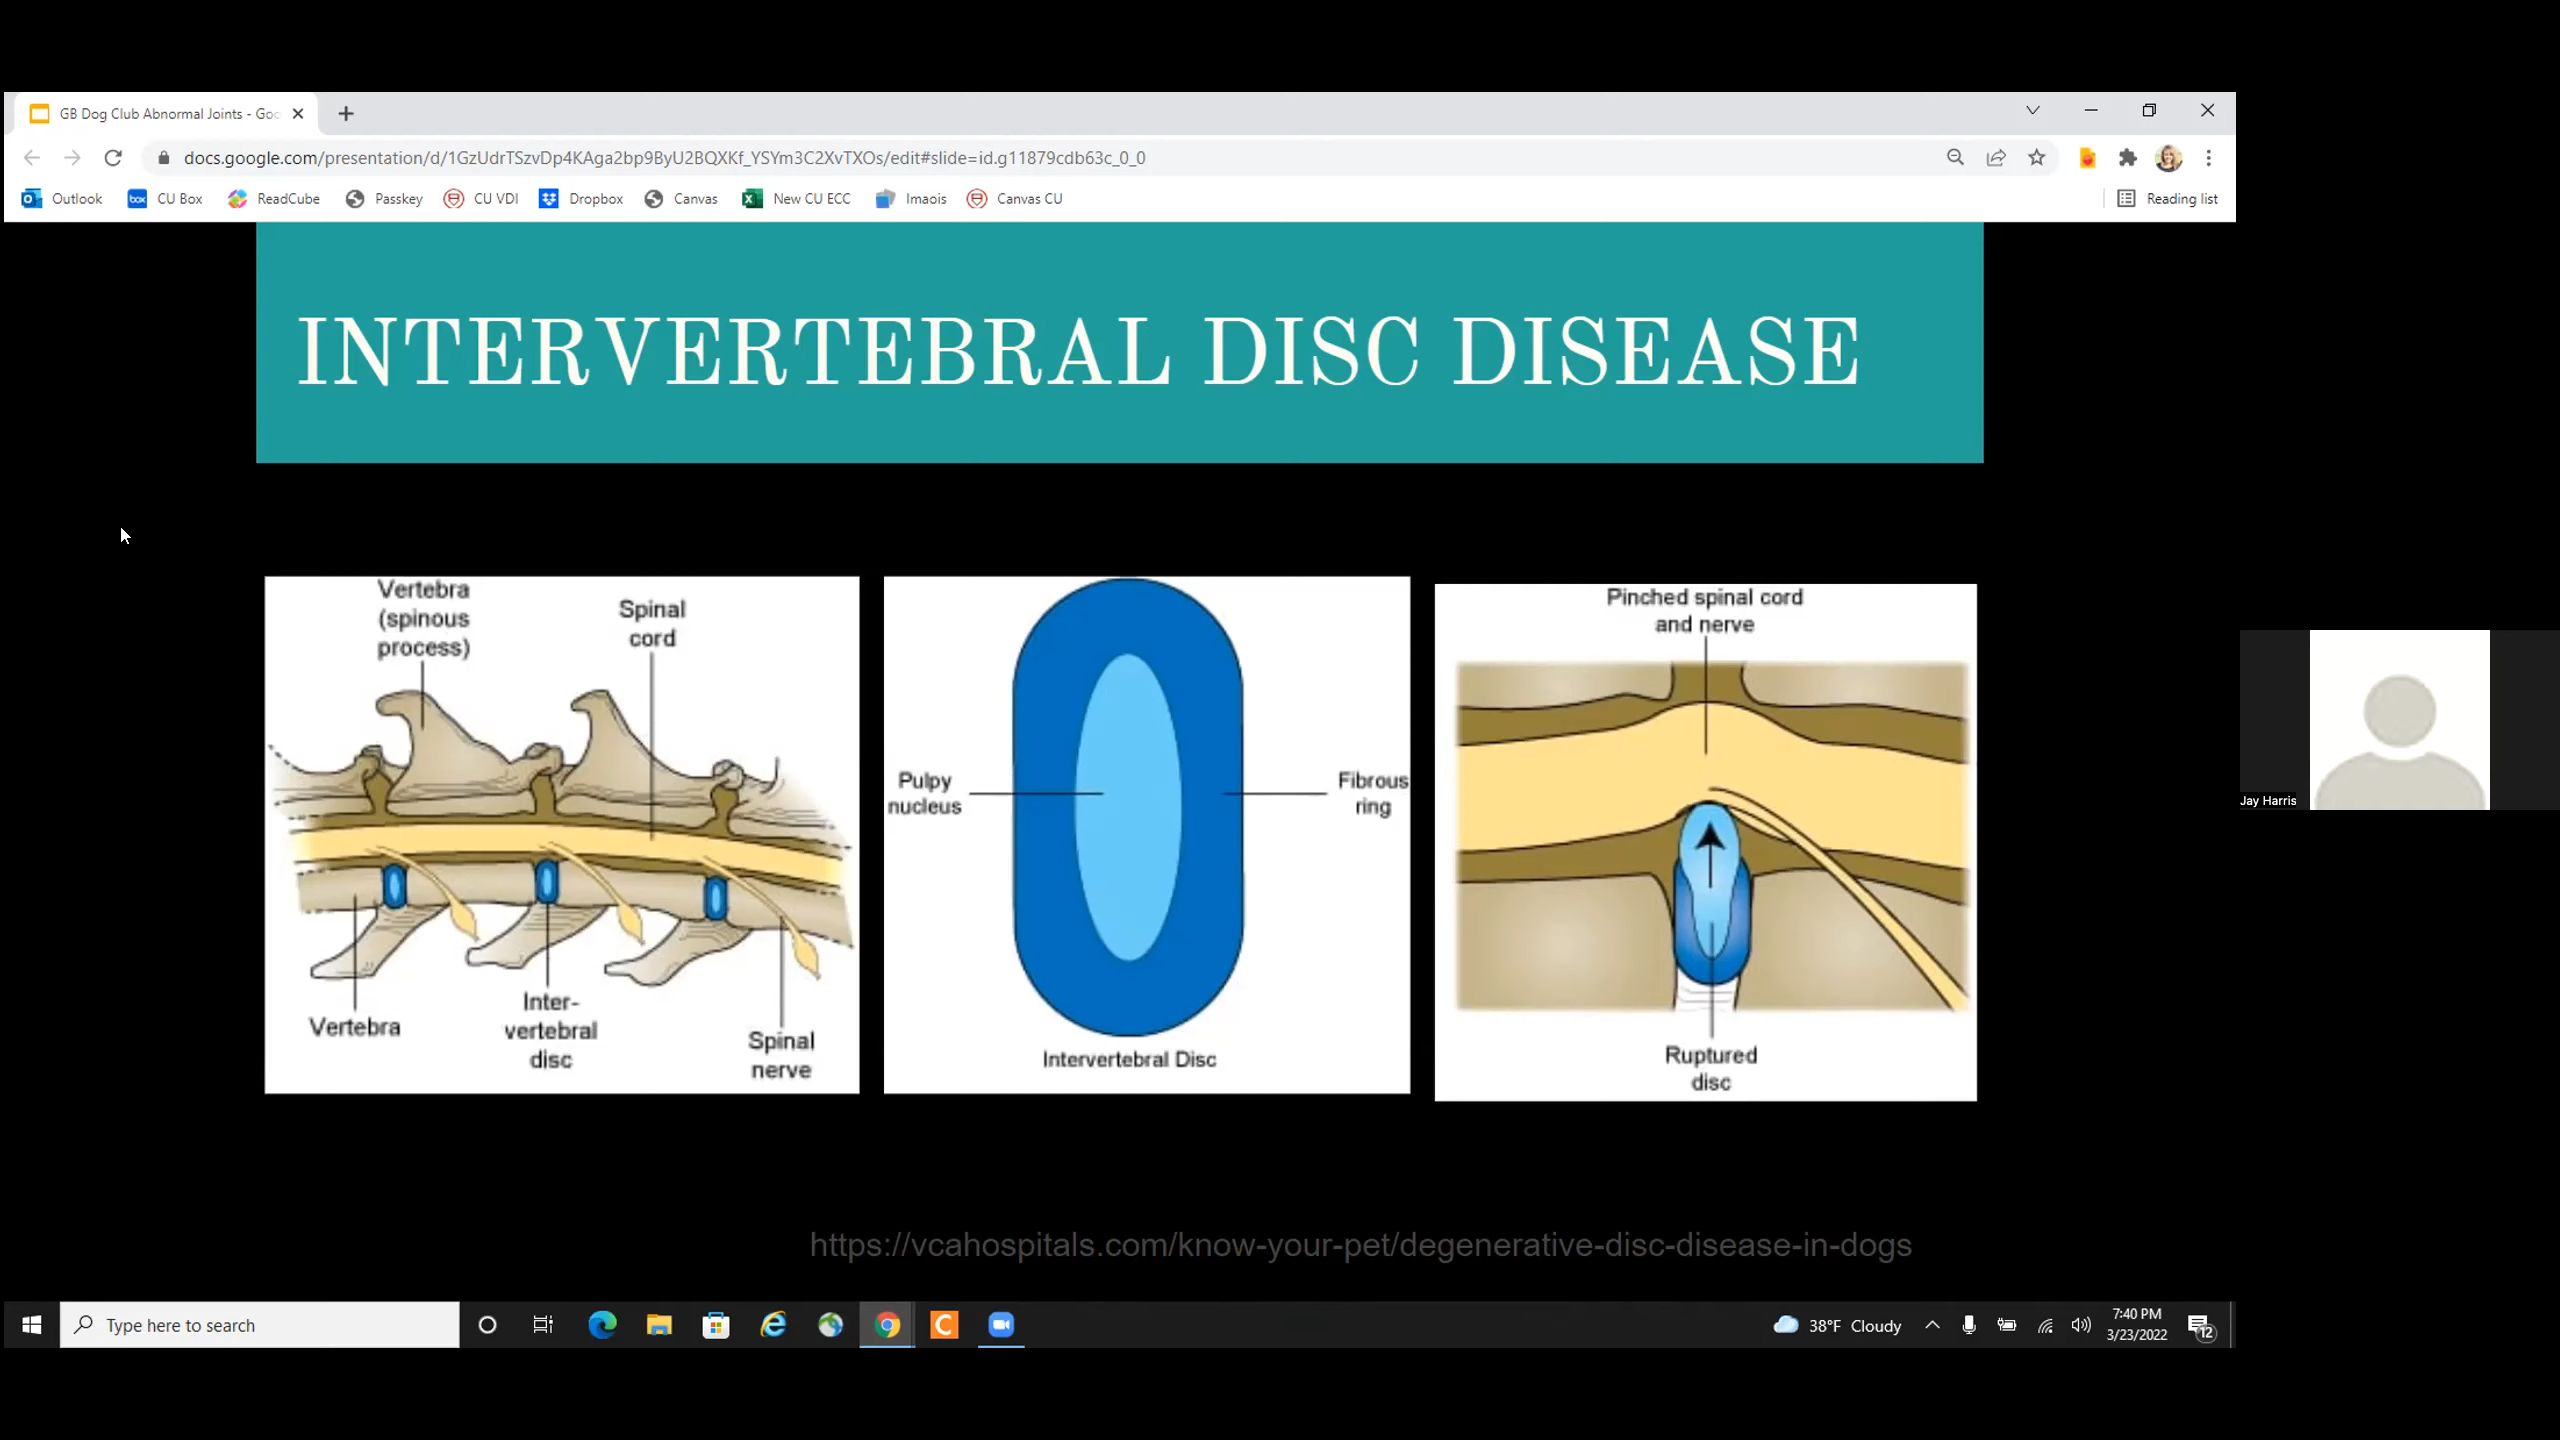 GB Dog Club Abnormal Joints - Goo
docs.google.com/presentation/d/1GzUdrTSzvDp4KAga2bp9ByU2BQXKf_YSYm3C2XvTXOs/edit#slide=id.g11879cdb63c_0_0
Outlook CU Box ReadCube Passkey CU VDI Dropbox Canvas New CU ECC Imaois Canvas CU Reading list
INTERVERTEBRAL DISC DISEASE
Vertebra
(spinous
process)
Spinal
cord
Vertebra
Inter-
vertebral
disc
Spinal
nerve
Pulpy
nucleus
Fibrous
ring
Intervertebral Disc
Pinched spinal cord
and nerve
Ruptured
disc
Jay Harris
https://vcahospitals.com/know-your-pet/degenerative-disc-disease-in-dogs
Type here to search
38°F Cloudy
7:40 PM
3/23/2022
12